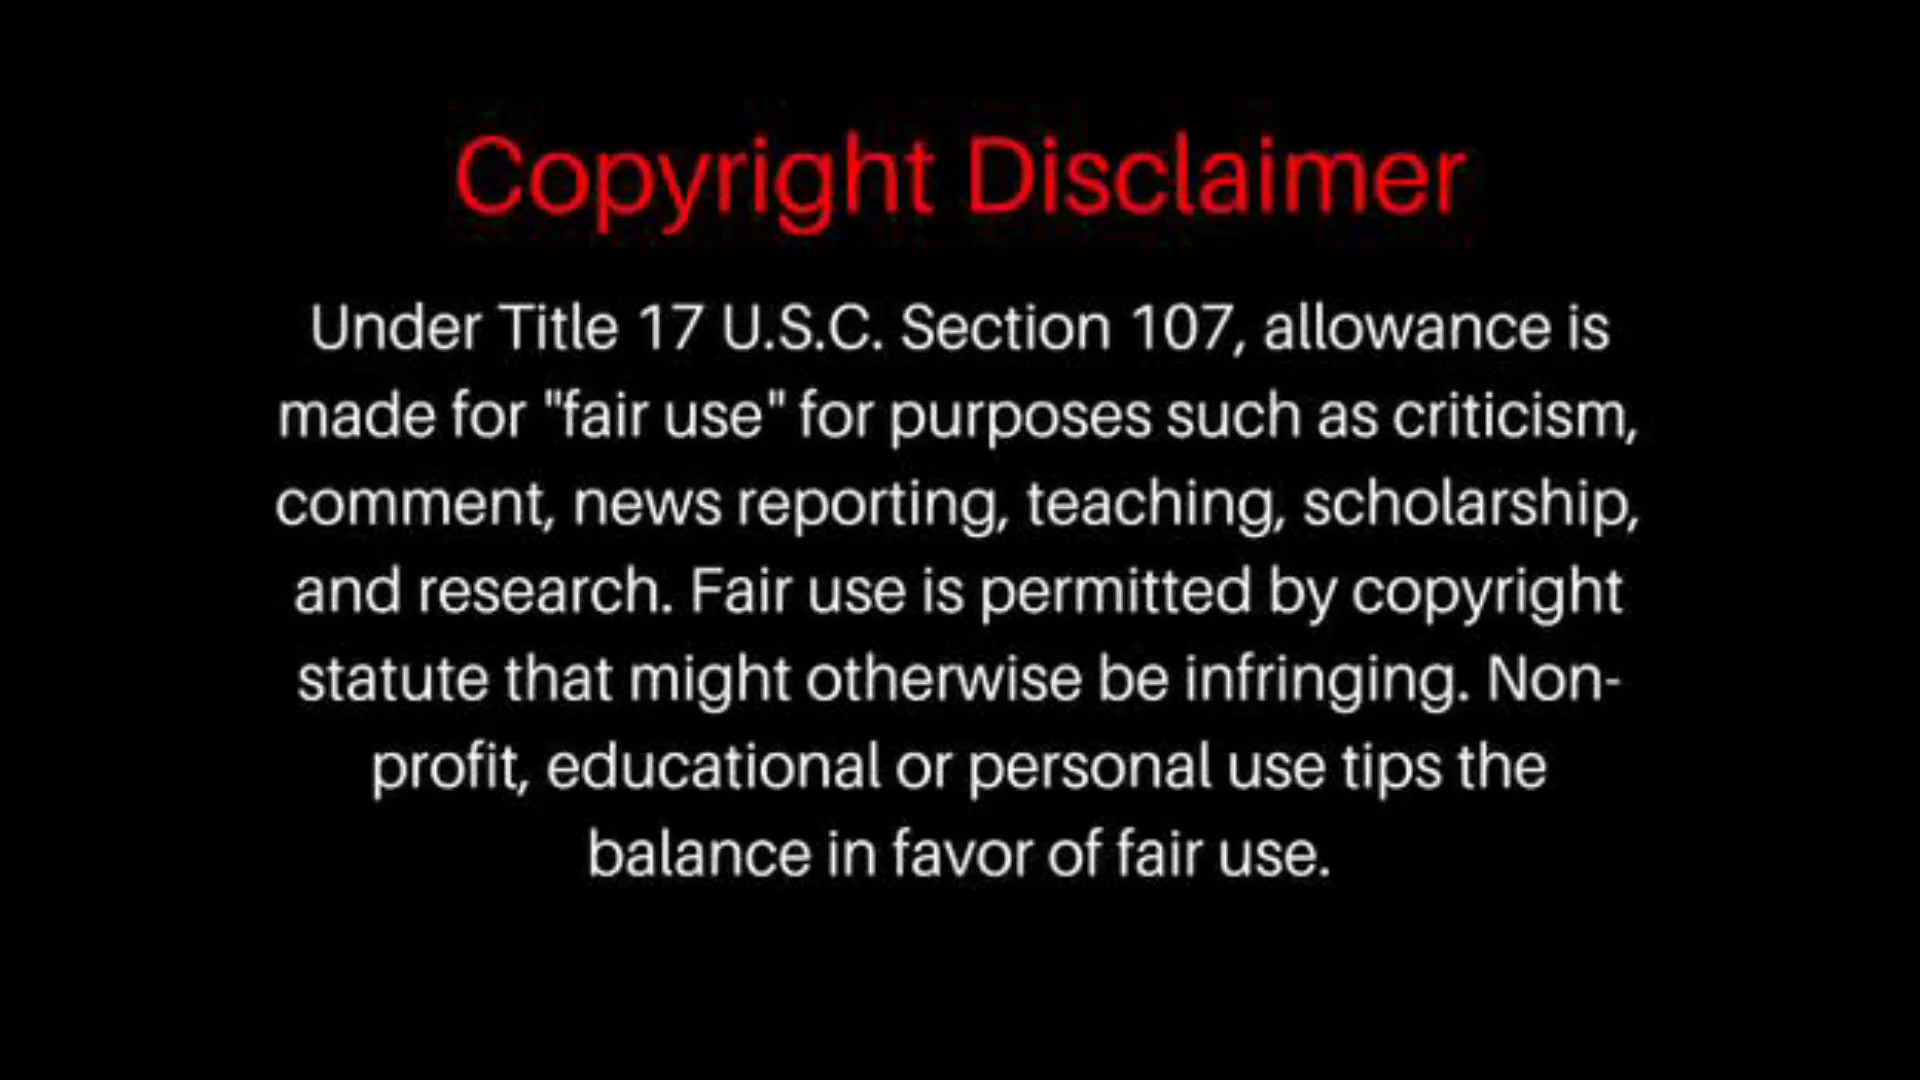 Copyright Disclaimer
Under Title 17 U.S.C. Section 107, allowance is
made for "fair use" for purposes such as criticism,
comment, news reporting, teaching, scholarship,
and research. Fair use is permitted by copyright
statute that might otherwise be infringing. Non-
profit, educational or personal use tips the
balance in favor of fair use.